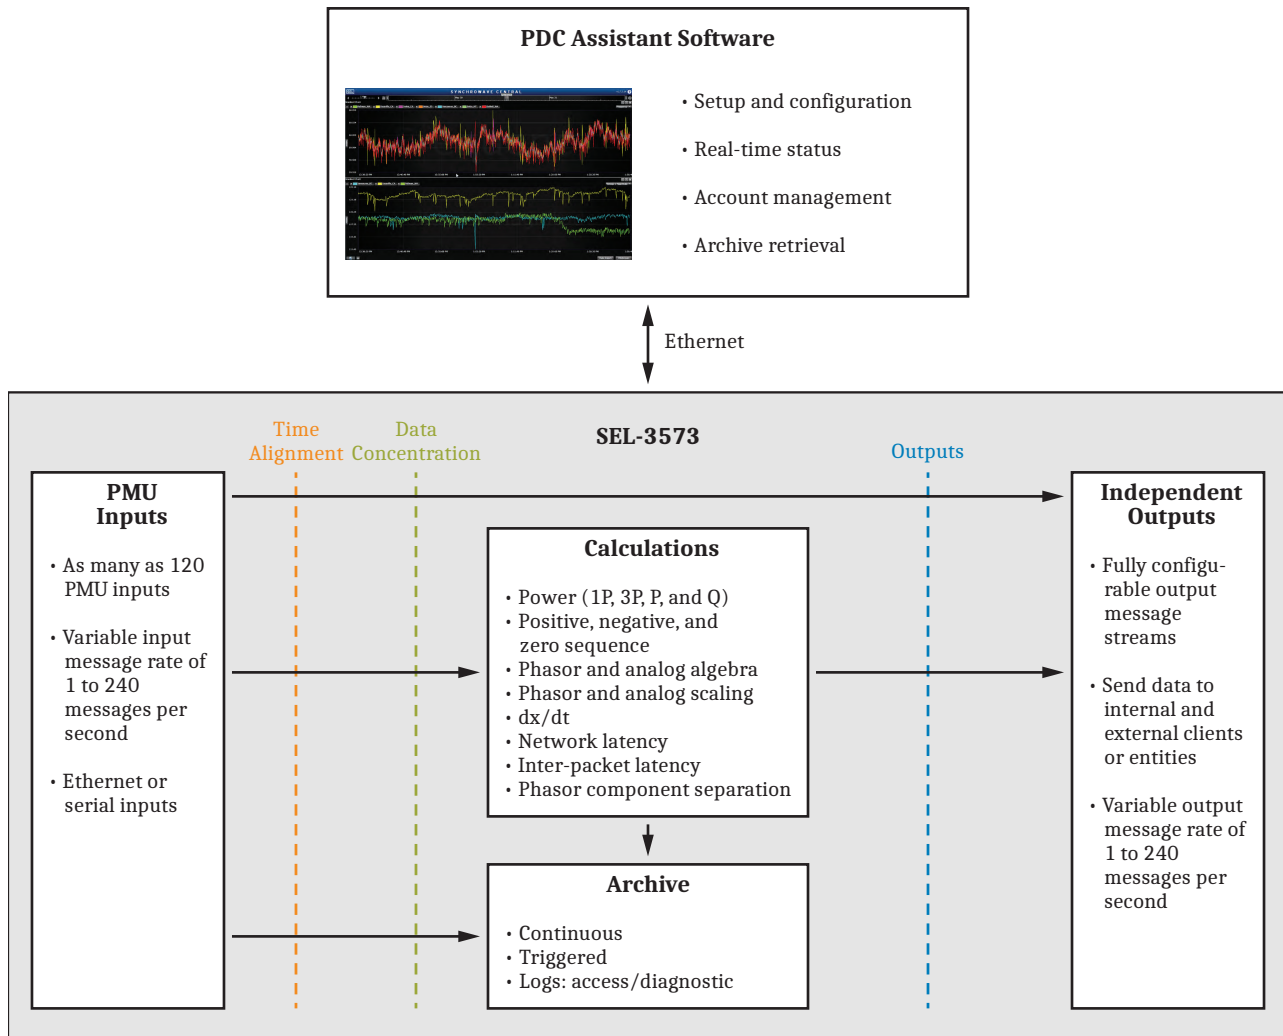 PDC Assistant Software
SYNCHROWAVE CENTRAL
• Setup and configuration
• Real-time status
• Account management
• Archive retrieval
Ethernet
SEL-3573
Time
Alignment
Data
Concentration
Outputs
PMU
Inputs
• As many as 120
PMU inputs
• Variable input
message rate of
1 to 240
messages per
second
• Ethernet or
serial inputs
Calculations
• Power (1P, 3P, P, and Q)
• Positive, negative, and
zero sequence
• Phasor and analog algebra
• Phasor and analog scaling
• dx/dt
• Network latency
• Inter-packet latency
• Phasor component separation
Archive
• Continuous
• Triggered
• Logs: access/diagnostic
Independent
Outputs
• Fully configu-
rable output
message
streams
• Send data to
internal and
external clients
or entities
• Variable output
message rate of
1 to 240
messages per
second